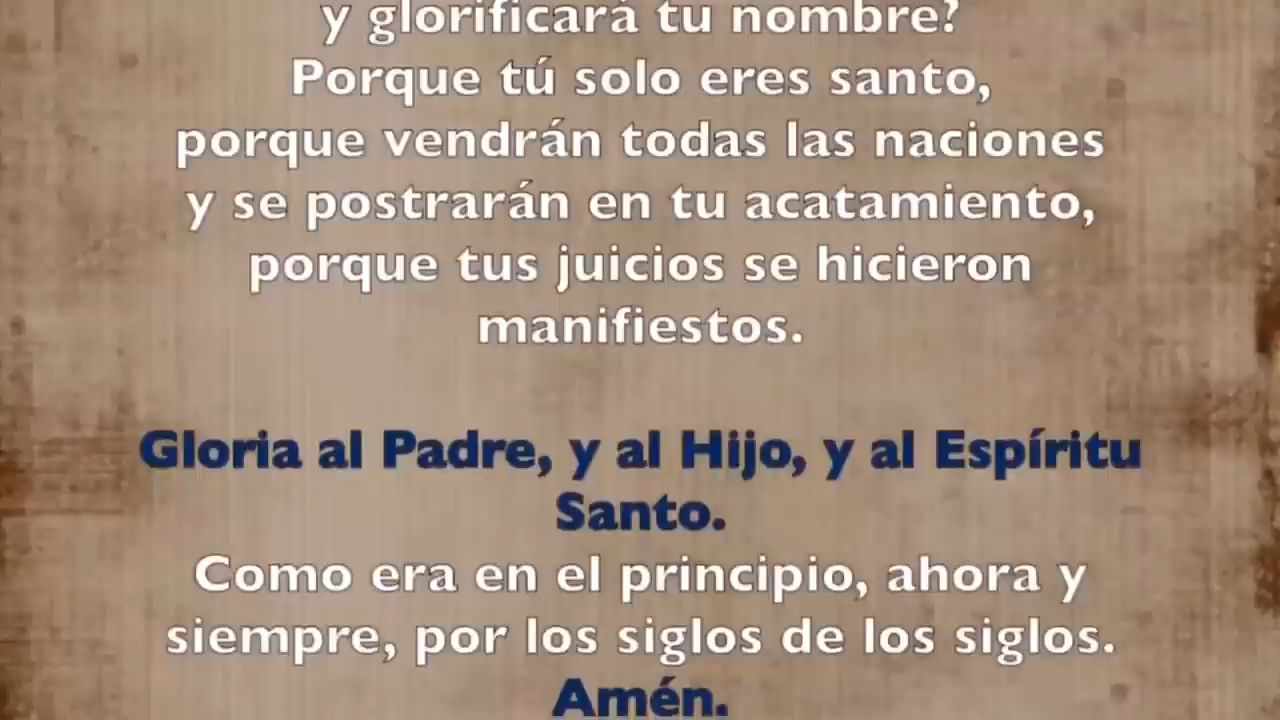 y glorificará tu nombre?
Porque tú solo eres santo,
porque vendrán todas las naciones
y se postrarán en tu acatamiento,
porque tus juicios se hicieron
manifiestos.
Gloria al Padre, y al Hijo, y al Espíritu
Santo.
Como era en el principio, ahora y
siempre, por los siglos de los siglos.
Amén.